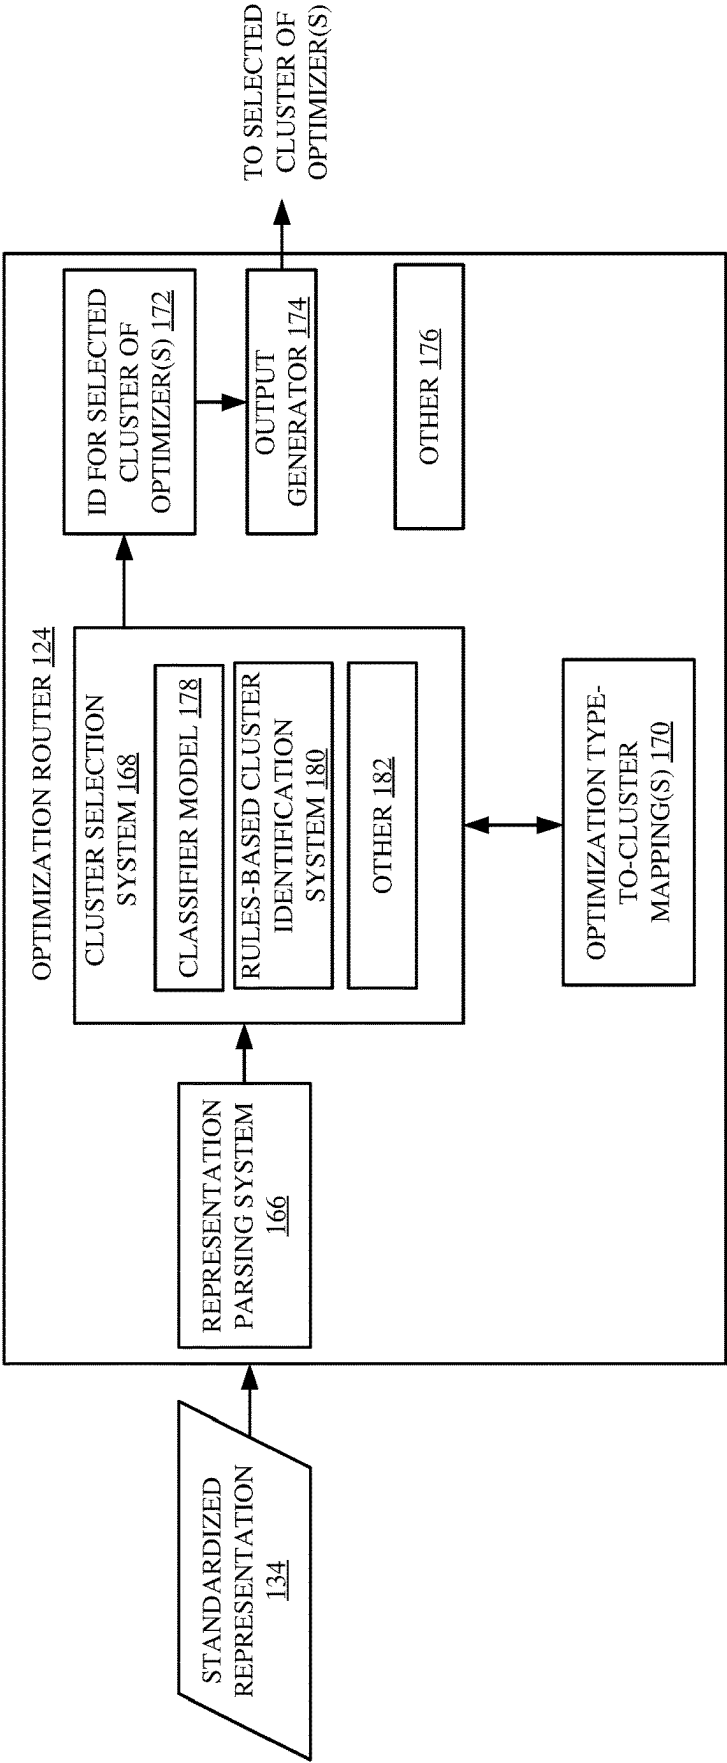 STANDARDIZED
REPRESENTATION
134
OPTIMIZATION ROUTER 124
REPRESENTATION
PARSING SYSTEM
166
CLUSTER SELECTION
SYSTEM 168
CLASSIFIER MODEL 178
RULES-BASED CLUSTER
IDENTIFICATION
SYSTEM 180
OTHER 182
OPTIMIZATION TYPE-
TO-CLUSTER
MAPPING(S) 170
ID FOR SELECTED
CLUSTER OF
OPTIMIZER(S) 172
OUTPUT
GENERATOR 174
OTHER 176
TO SELECTED
CLUSTER OF
OPTIMIZER(S)